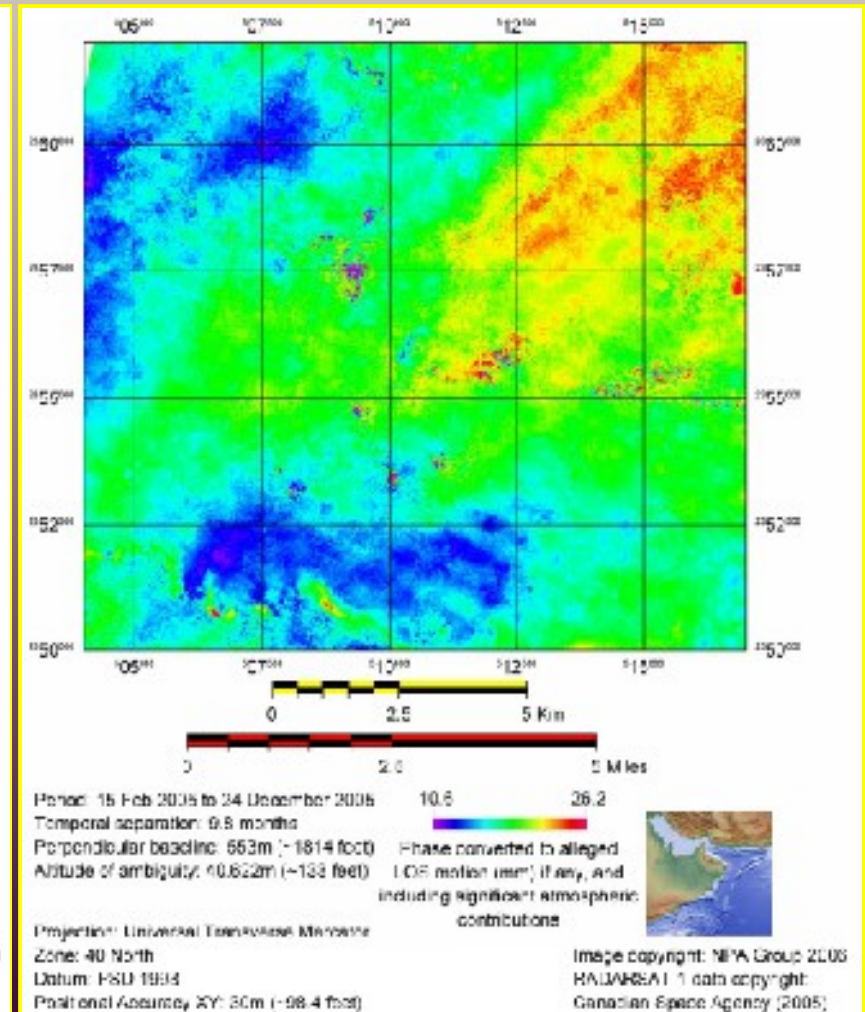 0 2.5 5 Km
0 2.5 5 Miles
Period: 15 Feb 2005 to 24 December 2005
Temporal separation: 9.8 months
Perpendicular baseline: 553m (~1814 feet)
Altitude of ambiguity: 40.622m (~133 feet)
10.6 26.2
Phase converted to alleged
LOS motion (mm) if any, and
including significant atmospheric
contributions
Projection: Universal Transverse Mercator
Zone: 40 North
Datum: PSD 1993
Positional Accuracy XY: 30m (~98.4 feet)
Image copyright: NPA Group 2006
RADARSAT 1 data copyright:
Canadian Space Agency (2005)